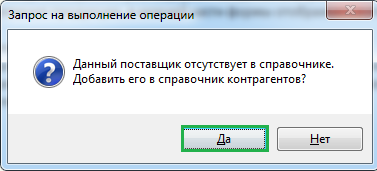 Запрос на выполнение операции
Данный поставщик отсутствует в справочнике.
Добавить его в справочник контрагентов?
Да
Нет